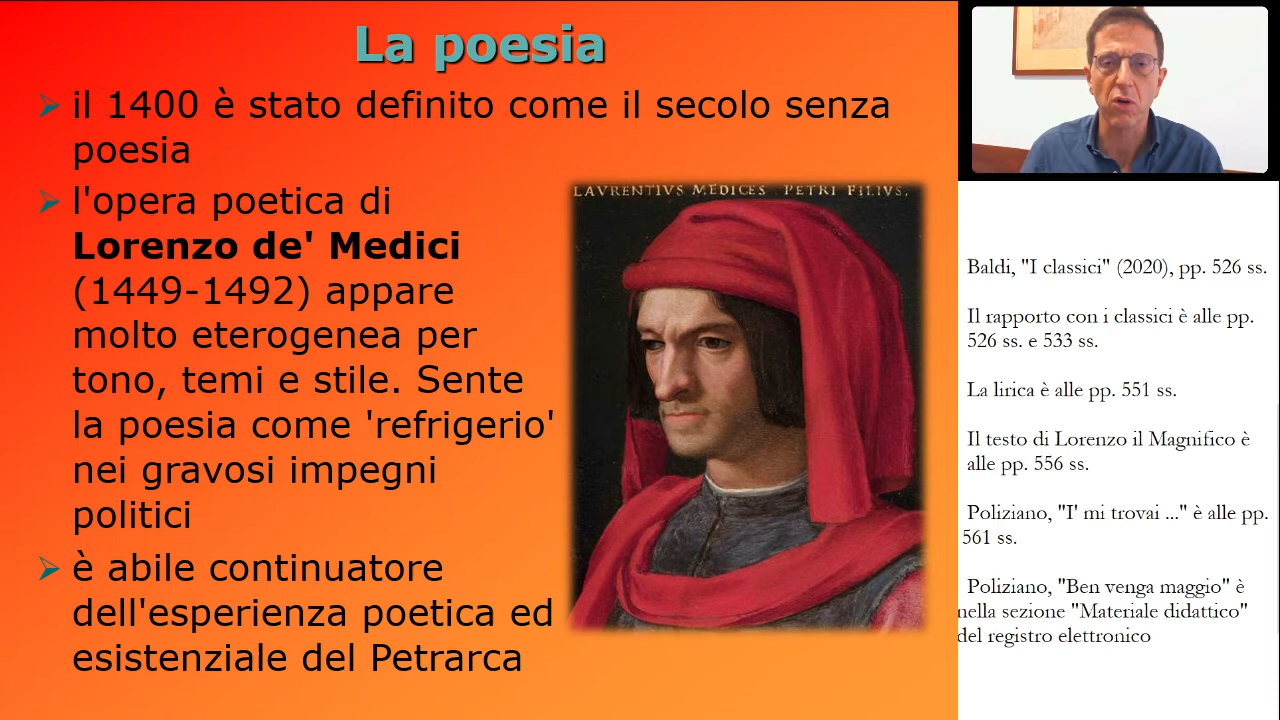 La poesia
il 1400 è stato definito come il secolo senza
poesia
l'opera poetica di
Lorenzo de' Medici
(1449-1492) appare
molto eterogenea per
tono, temi e stile. Sente
la poesia come 'refrigerio'
nei gravosi impegni
politici
è abile continuatore
dell'esperienza poetica ed
esistenziale del Petrarca
LAVRENTIVS MEDICES PETRI FILIVS.
Baldi, "I classici" (2020), pp. 526 ss.
Il rapporto con i classici è alle pp.
526 ss. e 533 ss.
La lirica è alle pp. 551 ss.
Il testo di Lorenzo il Magnifico è
alle pp. 556 ss.
Poliziano, "I' mi trovai ..." è alle pp.
561 ss.
Poliziano, "Ben venga maggio" è
nella sezione "Materiale didattico"
del registro elettronico